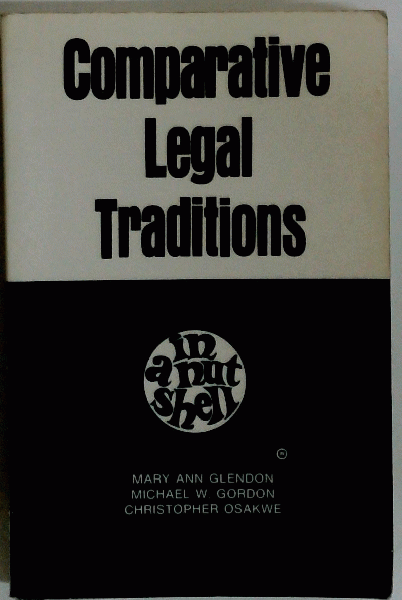 Comparative
Legal
Traditions
in
a nut
shell
®
MARY ANN GLENDON
MICHAEL W GORDON
CHRISTOPHER OSAKWE